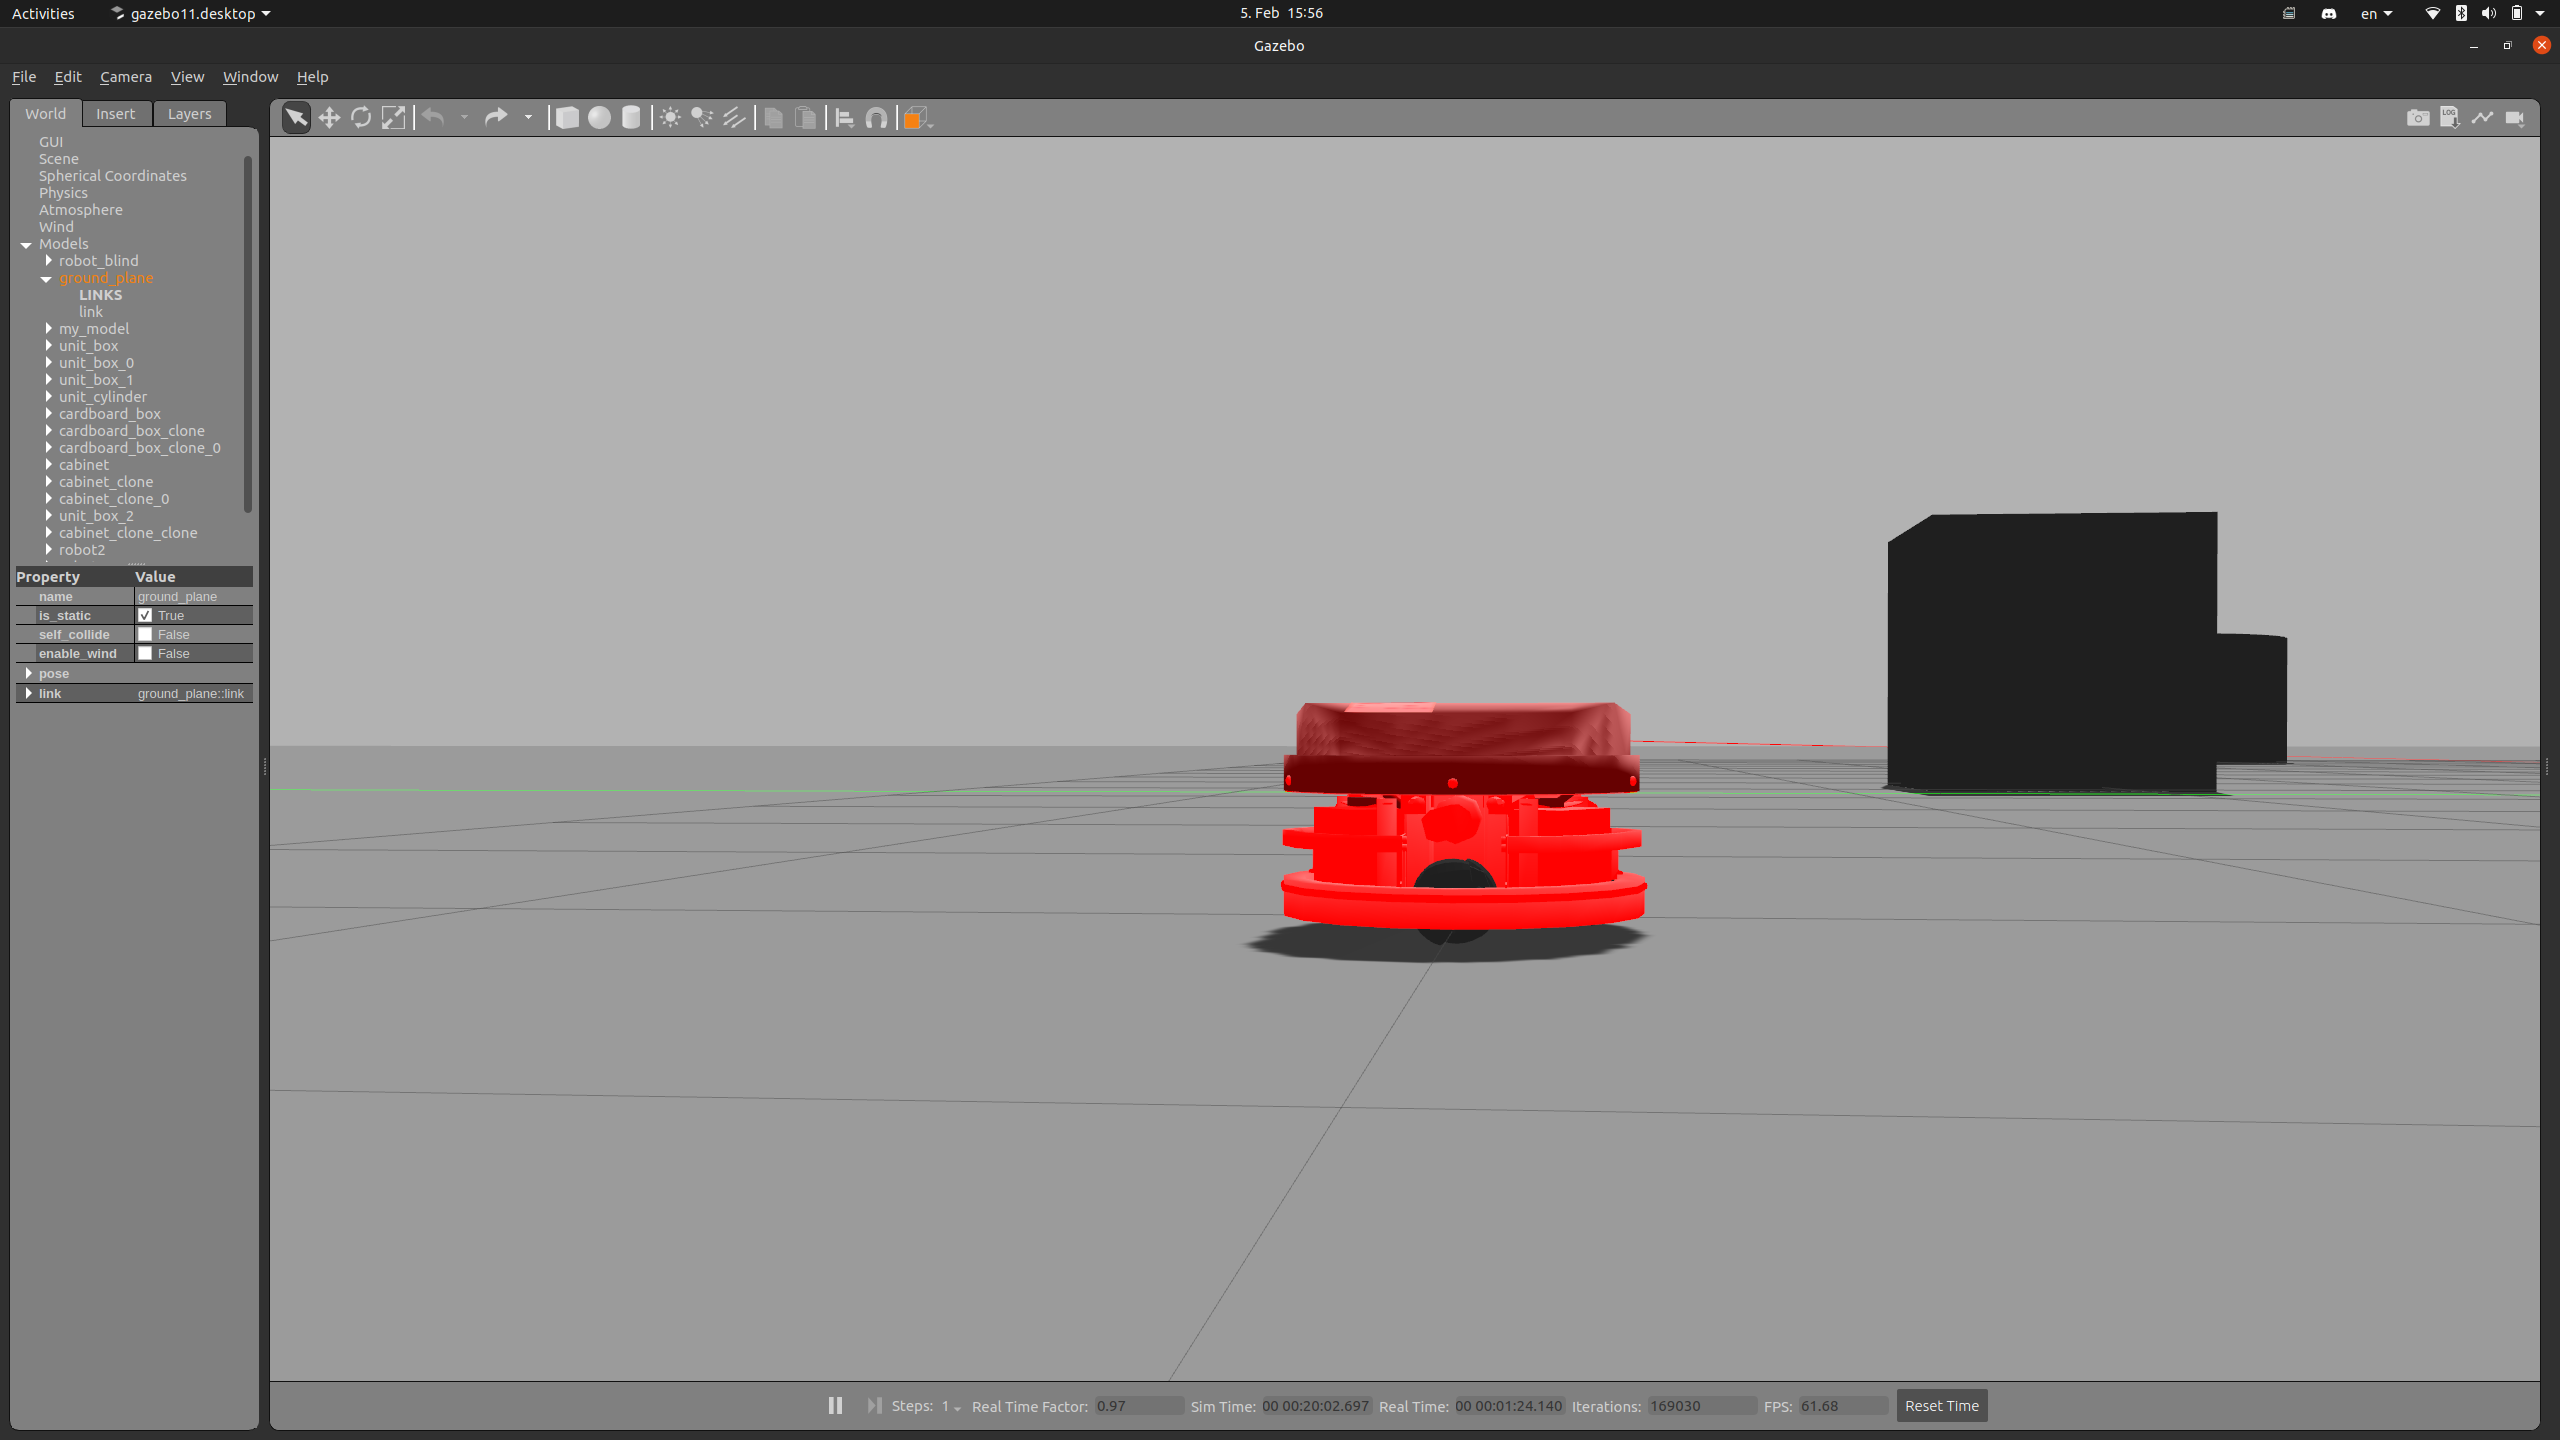 Activities gazebo11.desktop 5. Feb 15:56 en
Gazebo
File Edit Camera View Window Help
World Insert Layers
LOG
GUI
Scene
Spherical Coordinates
Physics
Atmosphere
Wind
Models
robot_blind
ground_plane
LINKS
link
my_model
unit_box
unit_box_0
unit_box_1
unit_cylinder
cardboard_box
cardboard_box_clone
cardboard_box_clone_0
cabinet
cabinet_clone
cabinet_clone_0
unit_box_2
cabinet_clone_clone
robot2
Property Value
name ground_plane
is_static True
self_collide False
enable_wind False
pose
link ground_plane::link
Steps: 1 Real Time Factor: 0.97 Sim Time: 00 00:20:02.697 Real Time: 00 00:01:24.140 Iterations: 169030 FPS: 61.68 Reset Time